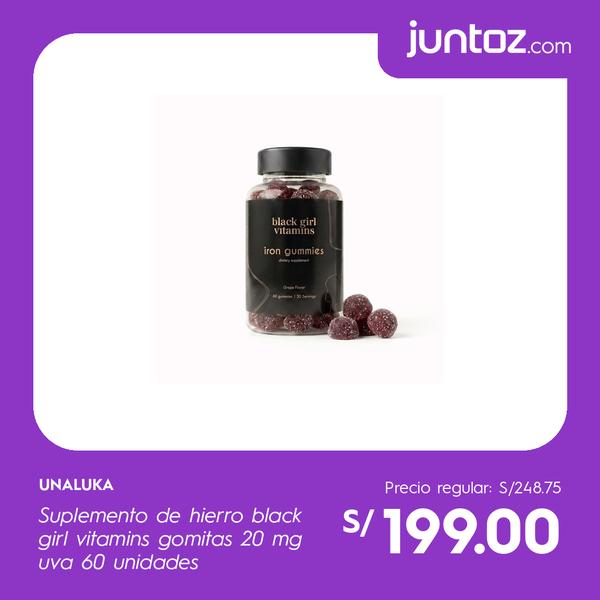 juntoz.com
black girl
vitamins
iron gummies
dietary supplement
Grape Flavor
60 gummies | 30 Servings
UNALUKA
Suplemento de hierro black
girl vitamins gomitas 20 mg
uva 60 unidades
Precio regular: S/248.75
S/199.00